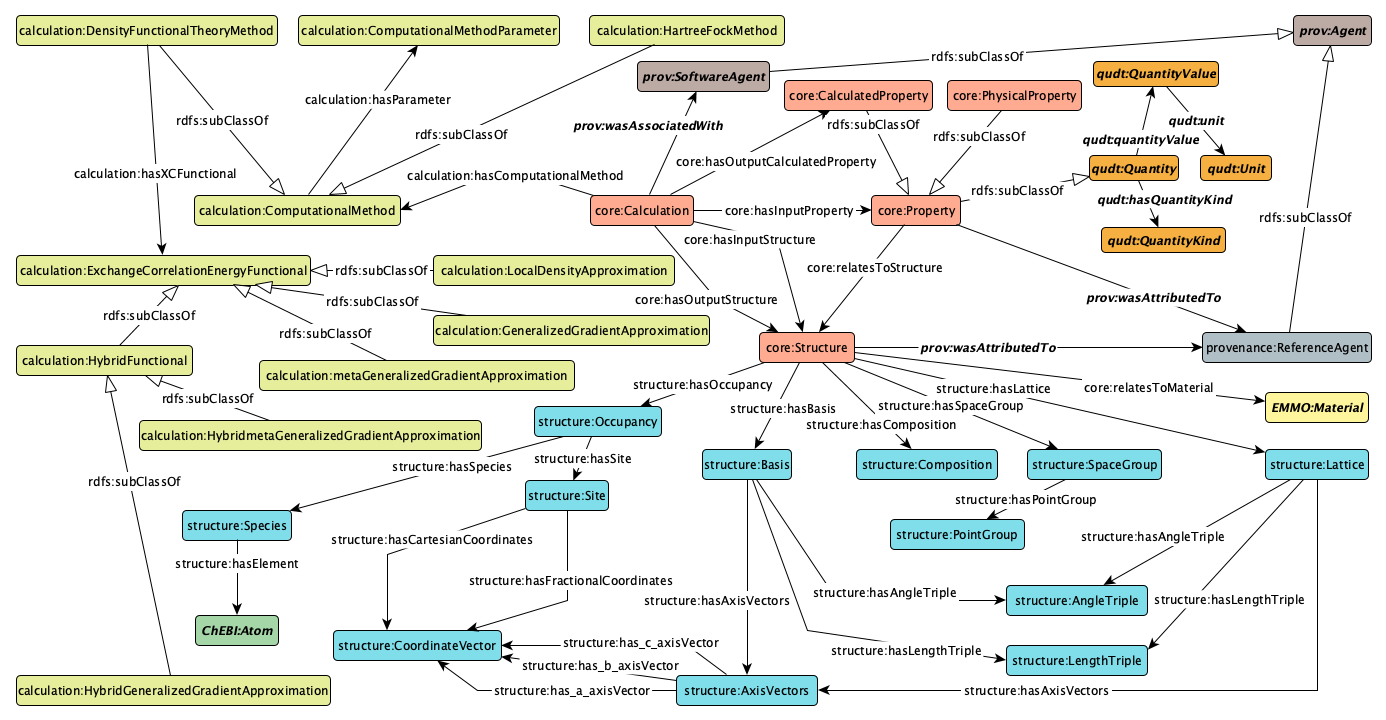 calculation:DensityFunctionalTheoryMethod
calculation:ComputationalMethodParameter
calculation:HartreeFockMethod
prov:Agent
rdfs:subClassOf
prov:SoftwareAgent
qudt:QuantityValue
core:CalculatedProperty
core:PhysicalProperty
calculation:hasParameter
rdfs:subClassOf
rdfs:subClassOf
prov:wasAssociatedWith
rdfs:subClassOf
rdfs:subClassOf
qudt:unit
qudt:quantityValue
calculation:hasXCFunctional
core:hasOutputCalculatedProperty
calculation:hasComputationalMethod
qudt:Quantity
qudt:Unit
rdfs:subClassOf
qudt:hasQuantityKind
calculation:ComputationalMethod
core:Calculation
core:hasInputProperty
core:Property
rdfs:subClassOf
core:hasInputStructure
qudt:QuantityKind
calculation:ExchangeCorrelationEnergyFunctional
rdfs:subClassOf
calculation:LocalDensityApproximation
core:relatesToStructure
rdfs:subClassOf
core:hasOutputStructure
prov:wasAttributedTo
rdfs:subClassOf
rdfs:subClassOf
calculation:GeneralizedGradientApproximation
calculation:HybridFunctional
core:Structure
prov:wasAttributedTo
provenance:ReferenceAgent
calculation:metaGeneralizedGradientApproximation
structure:hasOccupancy
structure:hasLattice
core:relatesToMaterial
rdfs:subClassOf
structure:hasBasis
structure:hasSpaceGroup
EMMO:Material
structure:Occupancy
structure:hasComposition
calculation:HybridmetaGeneralizedGradientApproximation
structure:hasSpecies
structure:hasSite
structure:Basis
structure:Composition
structure:SpaceGroup
structure:Lattice
rdfs:subClassOf
structure:Site
structure:hasPointGroup
structure:Species
structure:PointGroup
structure:hasCartesianCoordinates
structure:hasAngleTriple
structure:hasElement
structure:hasFractionalCoordinates
structure:hasAxisVectors
structure:hasAngleTriple
structure:AngleTriple
structure:hasLengthTriple
ChEBI:Atom
structure:CoordinateVector
structure:has_c_axisVector
structure:hasLengthTriple
structure:LengthTriple
structure:has_b_axisVector
calculation:HybridGeneralizedGradientApproximation
structure:has_a_axisVector
structure:AxisVectors
structure:hasAxisVectors